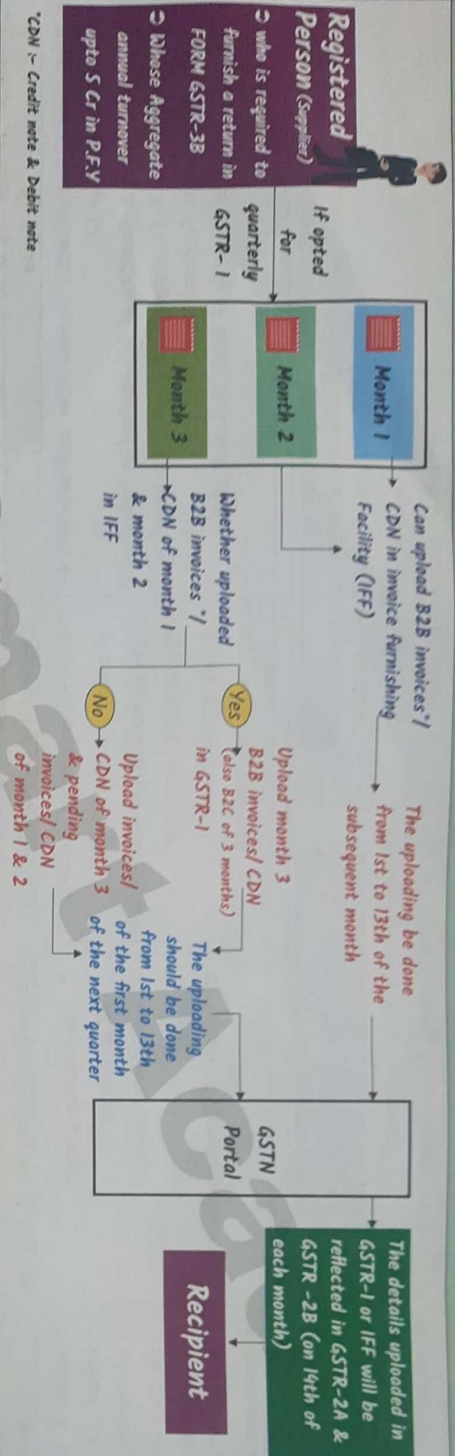 Registered
Person (Supplier)
➲ who is required to
furnish a return in
FORM GSTR-3B
➲ Whose Aggregate
annual turnover
upto 5 Cr in P.F.Y
If opted
for
quarterly
GSTR- 1
Month 1
Month 2
Month 3
Can upload B2B invoices*/
CDN in invoice furnishing
Facility (IFF)
Whether uploaded
B2B invoices */
CDN of month 1
& month 2
in IFF
The uploading be done
from 1st to 13th of the
subsequent month
Yes
Upload month 3
B2B invoices/ CDN
(also B2C of 3 months)
in GSTR-1
No
Upload invoices/
CDN of month 3
& pending
invoices/ CDN
of month 1 & 2
The uploading
should be done
from 1st to 13th
of the first month
of the next quarter
GSTN
Portal
The details uploaded in
GSTR-1 or IFF will be
reflected in GSTR-2A &
GSTR -2B (on 14th of
each month)
Recipient
*CDN :- Credit note & Debit note